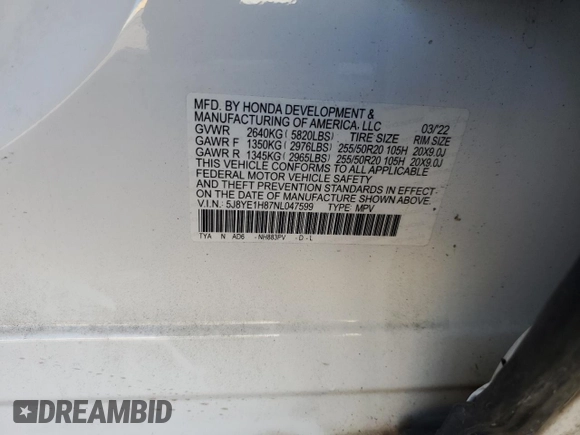 MFD. BY HONDA DEVELOPMENT &
MANUFACTURING OF AMERICA, LLC 03/'22
GVWR 2640KG(5820LBS) TIRE SIZE RIM SIZE
GAWR F 1350KG(2976LBS) 255/50R20 105H 20X9.0J
GAWR R 1345KG(2965LBS) 255/50R20 105H 20X9.0J
THIS VEHICLE CONFORMS TO ALL APPLICABLE
FEDERAL MOTOR VEHICLE SAFETY
AND THEFT PREVENTION STANDARDS IN EFFECT
ON THE DATE OF MANUFACTURE SHOWN ABOVE.
V.I.N.: 5J8YE1H87NL047599 TYPE: MPV
TYA N AD6 -NH883PV -D-L
DREAMBID